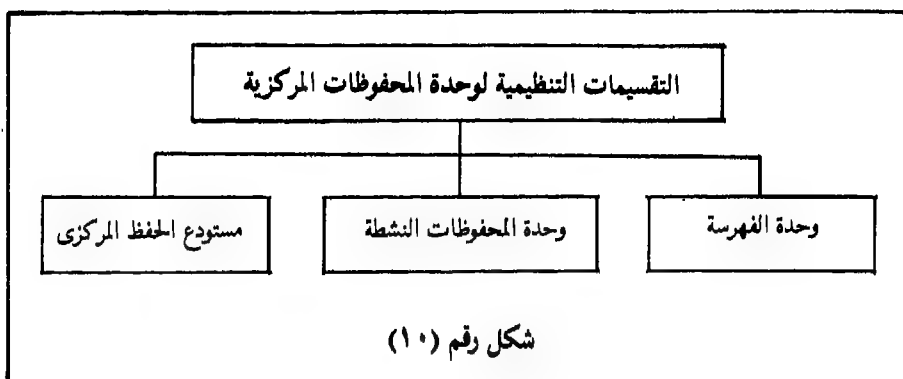 التقسيمات التنظيمية لوحدة المحفوظات المركزية
وحدة الفهرسة
وحدة المحفوظات النشطة
مستودع الحفظ المركزى
شكل رقم (١٠)